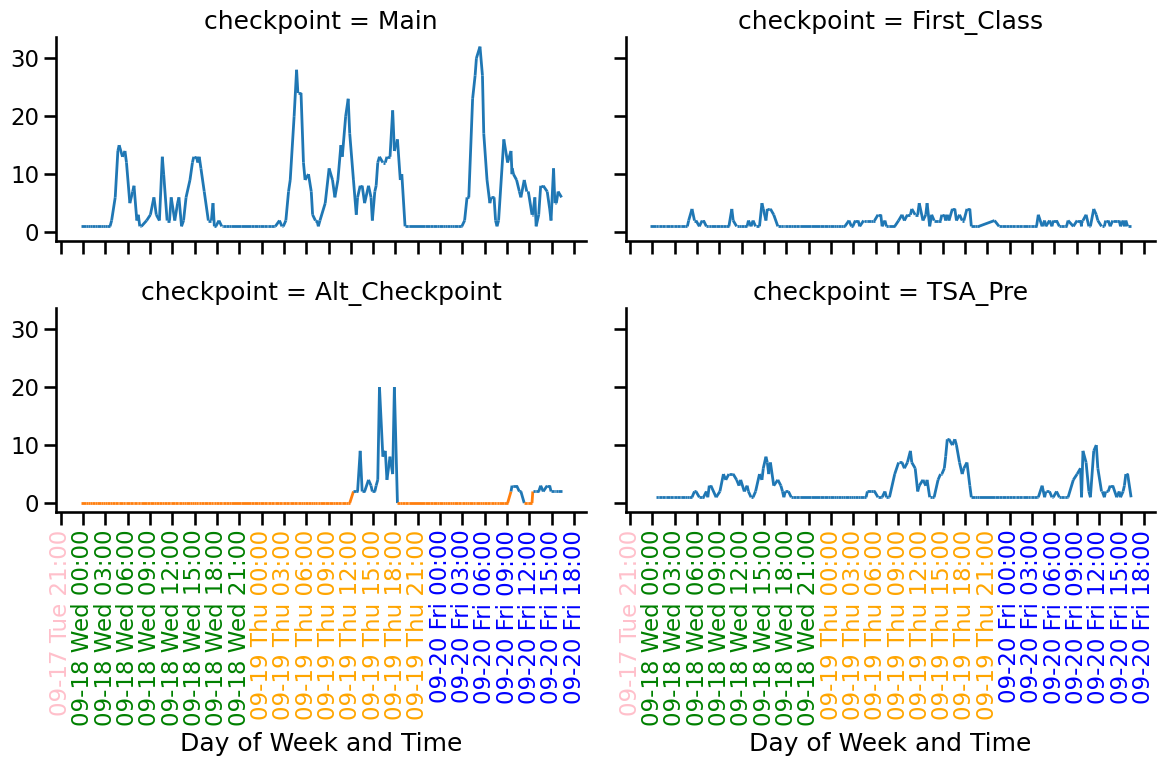 checkpoint = Main
checkpoint = First_Class
30
20
10
0
checkpoint = Alt_Checkpoint
checkpoint = TSA_Pre
30
20
10
0
09-17 Tue 21:00
09-18 Wed 00:00
09-18 Wed 03:00
09-18 Wed 06:00
09-18 Wed 09:00
09-18 Wed 12:00
09-18 Wed 15:00
09-18 Wed 18:00
09-18 Wed 21:00
09-19 Thu 00:00
09-19 Thu 03:00
09-19 Thu 06:00
09-19 Thu 09:00
09-19 Thu 12:00
09-19 Thu 15:00
09-19 Thu 18:00
09-19 Thu 21:00
09-20 Fri 00:00
09-20 Fri 03:00
09-20 Fri 06:00
09-20 Fri 09:00
09-20 Fri 12:00
09-20 Fri 15:00
09-20 Fri 18:00
09-17 Tue 21:00
09-18 Wed 00:00
09-18 Wed 03:00
09-18 Wed 06:00
09-18 Wed 09:00
09-18 Wed 12:00
09-18 Wed 15:00
09-18 Wed 18:00
09-18 Wed 21:00
09-19 Thu 00:00
09-19 Thu 03:00
09-19 Thu 06:00
09-19 Thu 09:00
09-19 Thu 12:00
09-19 Thu 15:00
09-19 Thu 18:00
09-19 Thu 21:00
09-20 Fri 00:00
09-20 Fri 03:00
09-20 Fri 06:00
09-20 Fri 09:00
09-20 Fri 12:00
09-20 Fri 15:00
09-20 Fri 18:00
Day of Week and Time
Day of Week and Time